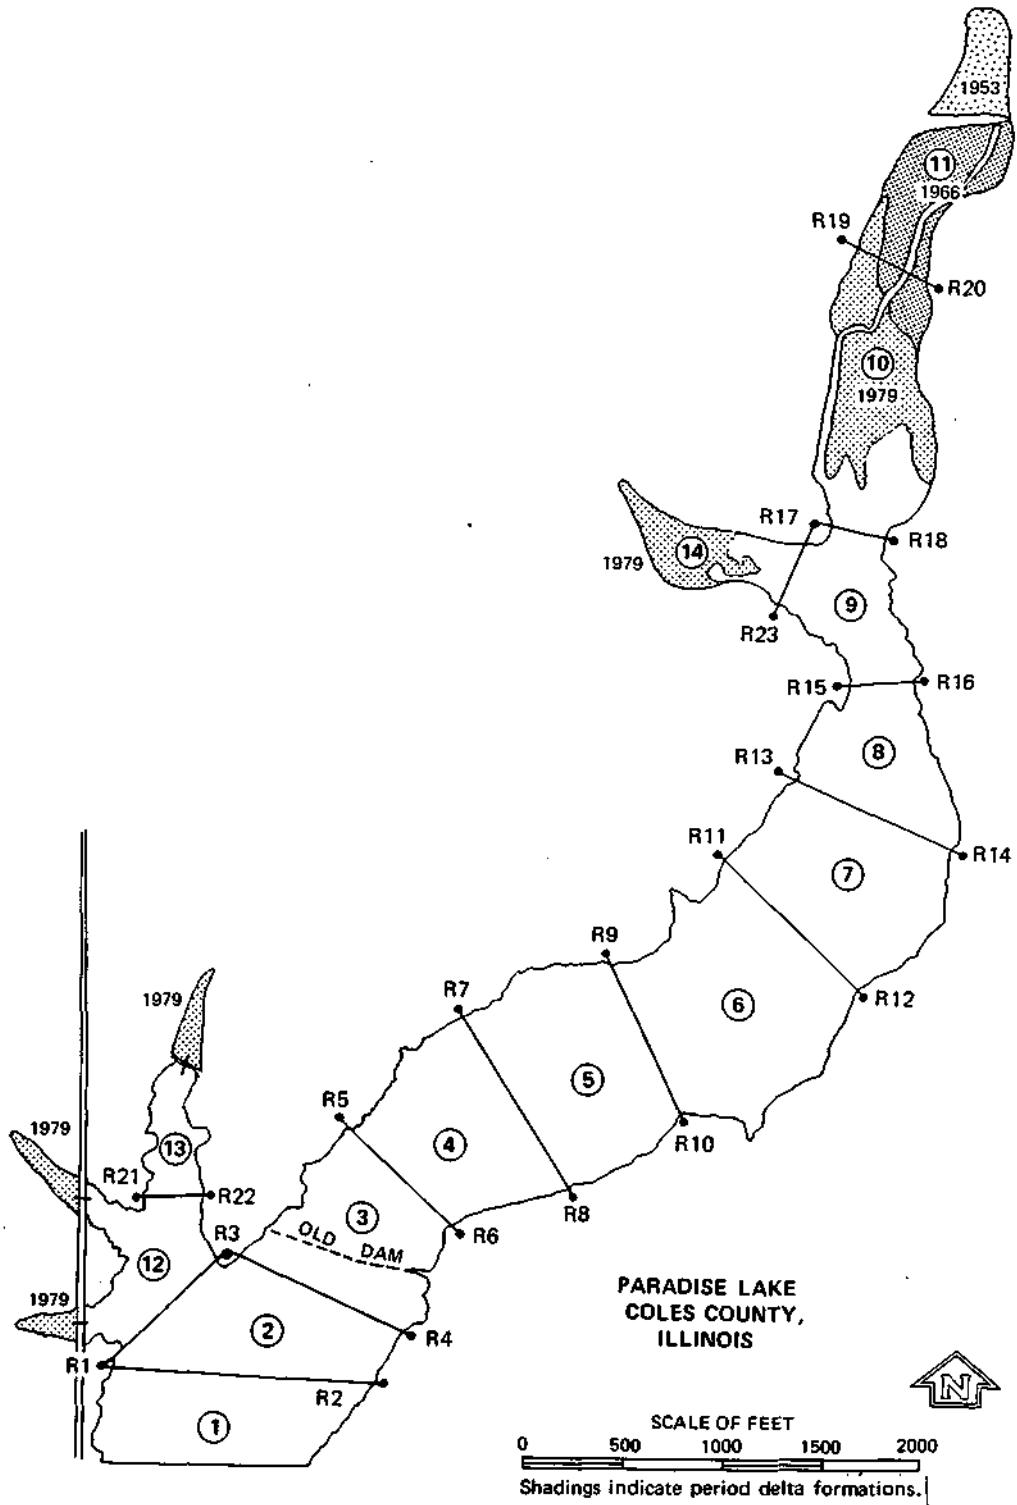 1953
11
1966
R19
R20
10
1979
R17
R18
14
1979
9
R23
R15
R16
8
R13
R11
R14
7
R9
R12
R7
6
1979
5
R5
R10
1979
4
13
R21
R22
R8
3
R6
R3
OLD DAM
12
1979
2
R4
R1
R2
1
PARADISE LAKE
COLES COUNTY,
ILLINOIS
N
SCALE OF FEET
0 500 1000 1500 2000
Shadings indicate period delta formations.